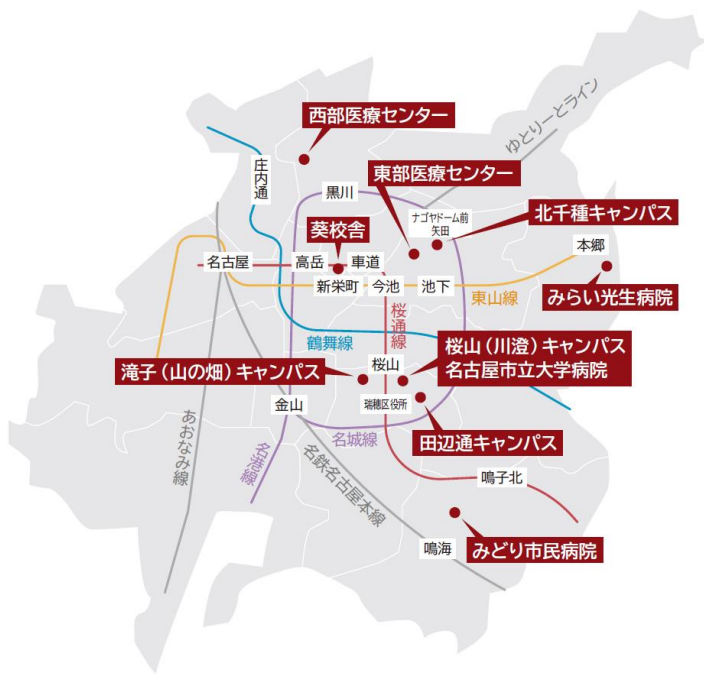 西部医療センター
ゆとりーとライン
庄内通
東部医療センター
黒川
ナゴヤドーム前
矢田
北千種キャンパス
葵校舎
本郷
名古屋
高岳
車道
新栄町
今池
池下
東山線
みらい光生病院
桜通線
鶴舞線
桜山(川澄)キャンパス
名古屋市立大学病院
滝子(山の畑)キャンパス
桜山
金山
瑞穂区役所
あおなみ線
名港線
名城線
田辺通キャンパス
名鉄名古屋本線
鳴子北
鳴海
みどり市民病院